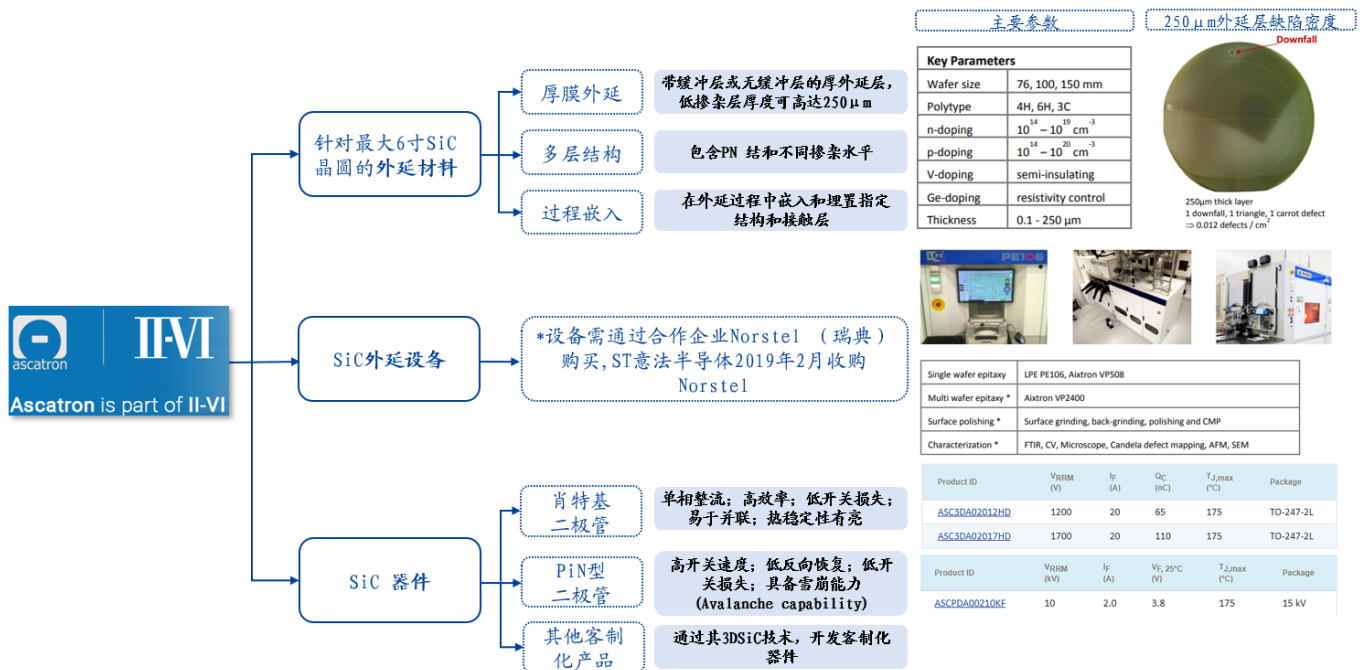 ascatron
II-VI
Ascatron is part of II-VI
针对最大6寸SiC
晶圆的外延材料
SiC外延设备
SiC 器件
厚膜外延
带缓冲层或无缓冲层的厚外延层，
低掺杂层厚度可高达250μm
多层结构
包含PN 结和不同掺杂水平
过程嵌入
在外延过程中嵌入和埋置指定
结构和接触层
*设备需通过合作企业Norstel （瑞典）
购买,ST意法半导体2019年2月收购
Norstel
肖特基
二极管
单相整流；高效率；低开关损失；
易于并联；热稳定性有亮
PiN型
二极管
高开关速度；低反向恢复；低开
关损失；具备雪崩能力
(Avalanche capability)
其他客制
化产品
通过其3DSiC技术，开发客制化
器件
主要参数
Key Parameters
Wafer size 76, 100, 150 mm
Polytype 4H, 6H, 3C
n-doping 10^14 – 10^19 cm^-3
p-doping 10^14 – 10^20 cm^-3
V-doping semi-insulating
Ge-doping resistivity control
Thickness 0.1 - 250 μm
250μm外延层缺陷密度
Downfall
250μm thick layer
1 downfall, 1 triangle, 1 carrot defect
⇒ 0.012 defects / cm^2
PE106
Single wafer epitaxy LPE PE106, Aixtron VP508
Multi wafer epitaxy * Aixtron VP2400
Surface polishing * Surface grinding, back-grinding, polishing and CMP
Characterization * FTIR, CV, Microscope, Candela defect mapping, AFM, SEM
Product ID VRRM (V) IF (A) QC (nC) TJ,max (°C) Package
ASC3DA02012HD 1200 20 65 175 TO-247-2L
ASC3DA02017HD 1700 20 110 175 TO-247-2L
Product ID VRRM (kV) IF (A) VF, 25°C (V) TJ,max (°C) Package
ASCPDA00210KF 10 2.0 3.8 175 15 kV